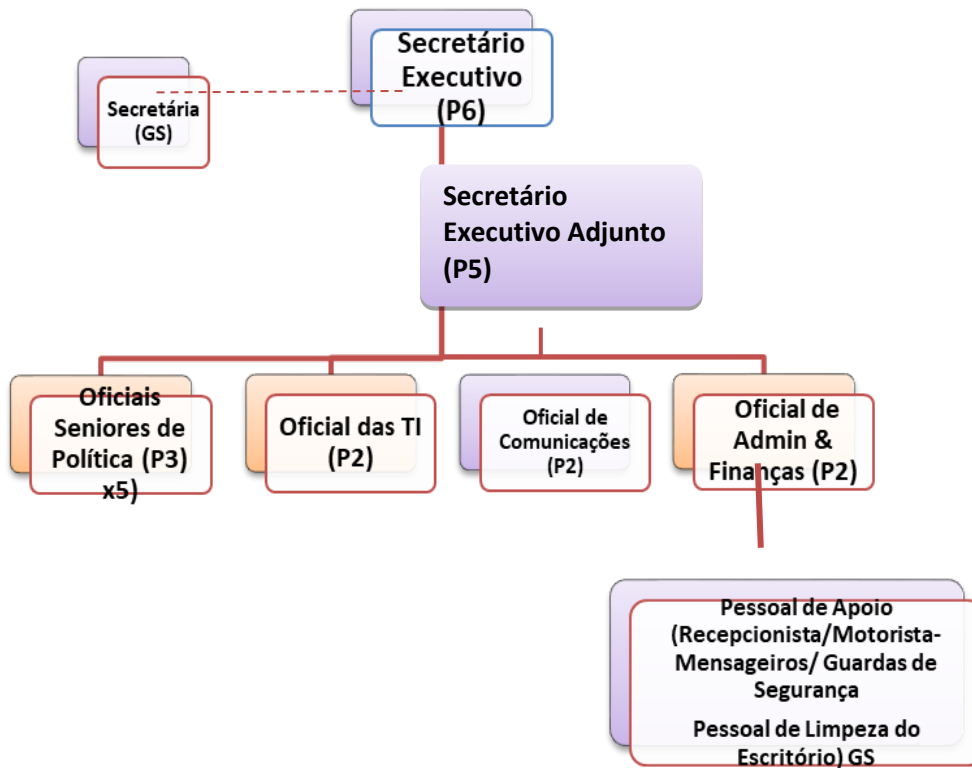 Secretário
Executivo
(P6)
Secretária
(GS)
Secretário
Executivo Adjunto
(P5)
Oficiais
Seniores de
Política (P3)
x5)
Oficial das TI
(P2)
Oficial de
Comunicações
(P2)
Oficial de
Admin &
Finanças (P2)
Pessoal de Apoio
(Recepcionista/Motorista-
Mensageiros/ Guardas de
Segurança
Pessoal de Limpeza do
Escritório) GS